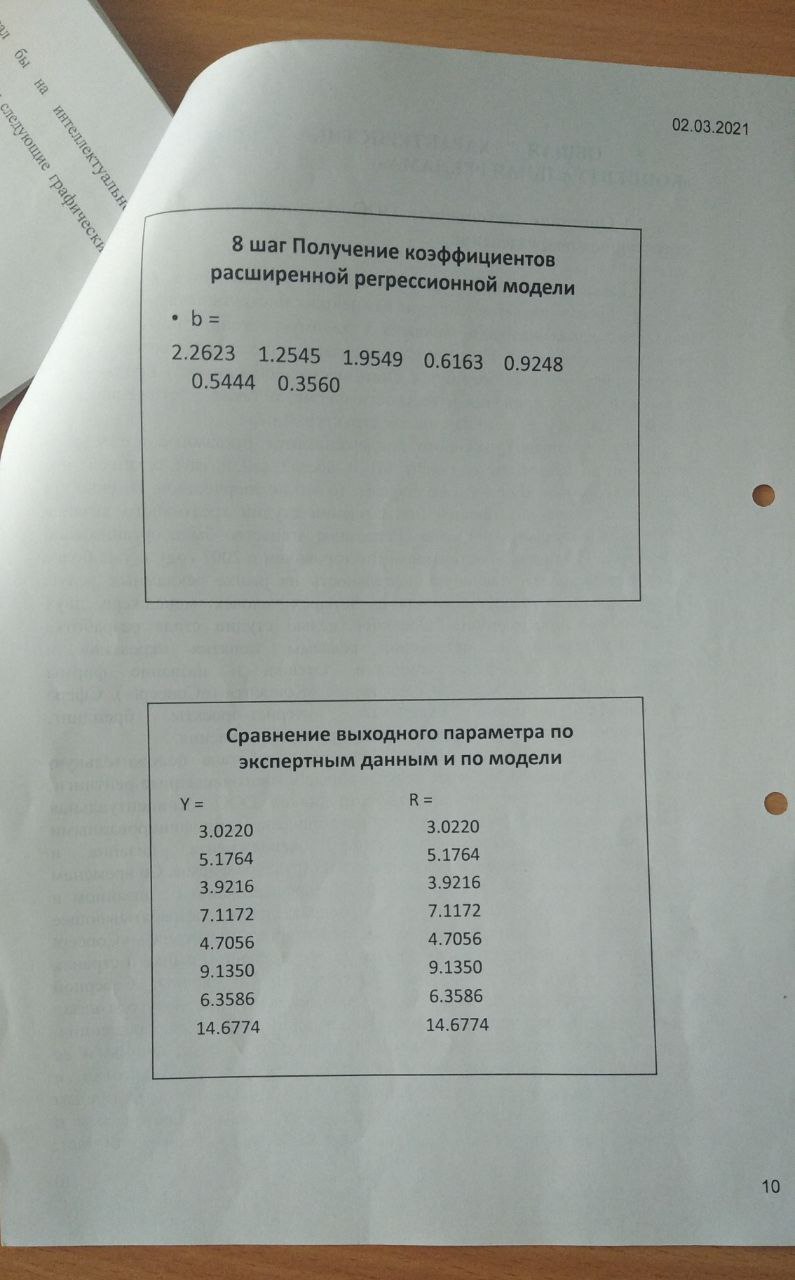 бы на интеллектуальн
следующие графически
02.03.2021
8 шаг Получение коэффициентов
расширенной регрессионной модели
• b =
2.2623 1.2545 1.9549 0.6163 0.9248
0.5444 0.3560
Сравнение выходного параметра по
экспертным данным и по модели
Y = R =
3.0220 3.0220
5.1764 5.1764
3.9216 3.9216
7.1172 7.1172
4.7056 4.7056
9.1350 9.1350
6.3586 6.3586
14.6774 14.6774
10